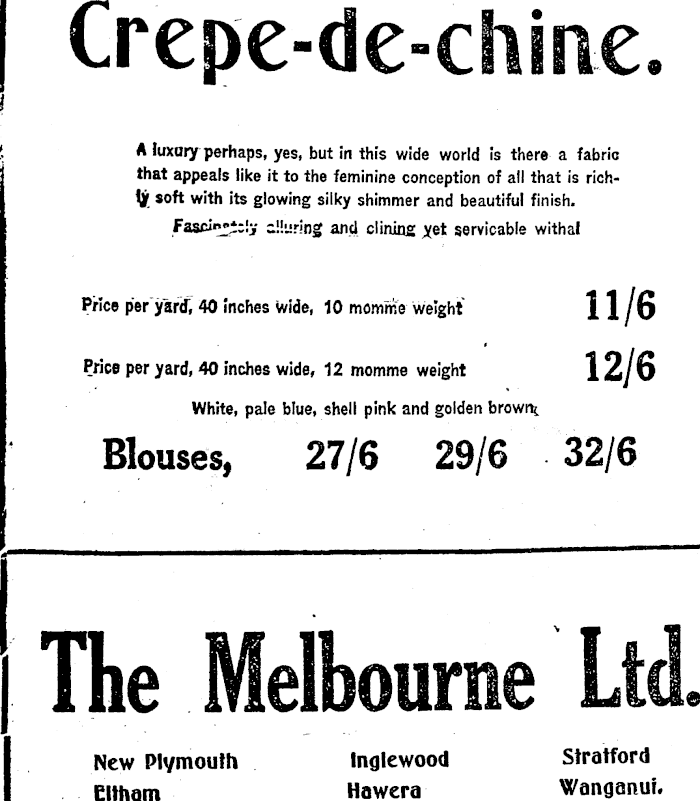 Crepe-de-chine.
A luxury perhaps, yes, but in this wide world is there a fabric
that appeals like it to the feminine conception of all that is rich-
ly soft with its glowing silky shimmer and beautiful finish.
Fascinately alluring and clining yet servicable withal
Price per yard, 40 inches wide, 10 momme weight 11/6
Price per yard, 40 inches wide, 12 momme weight 12/6
White, pale blue, shell pink and golden brown,
Blouses, 27/6 29/6 32/6
The Melbourne Ltd.
New Plymouth Inglewood Stratford
Eltham Hawera Wanganui.